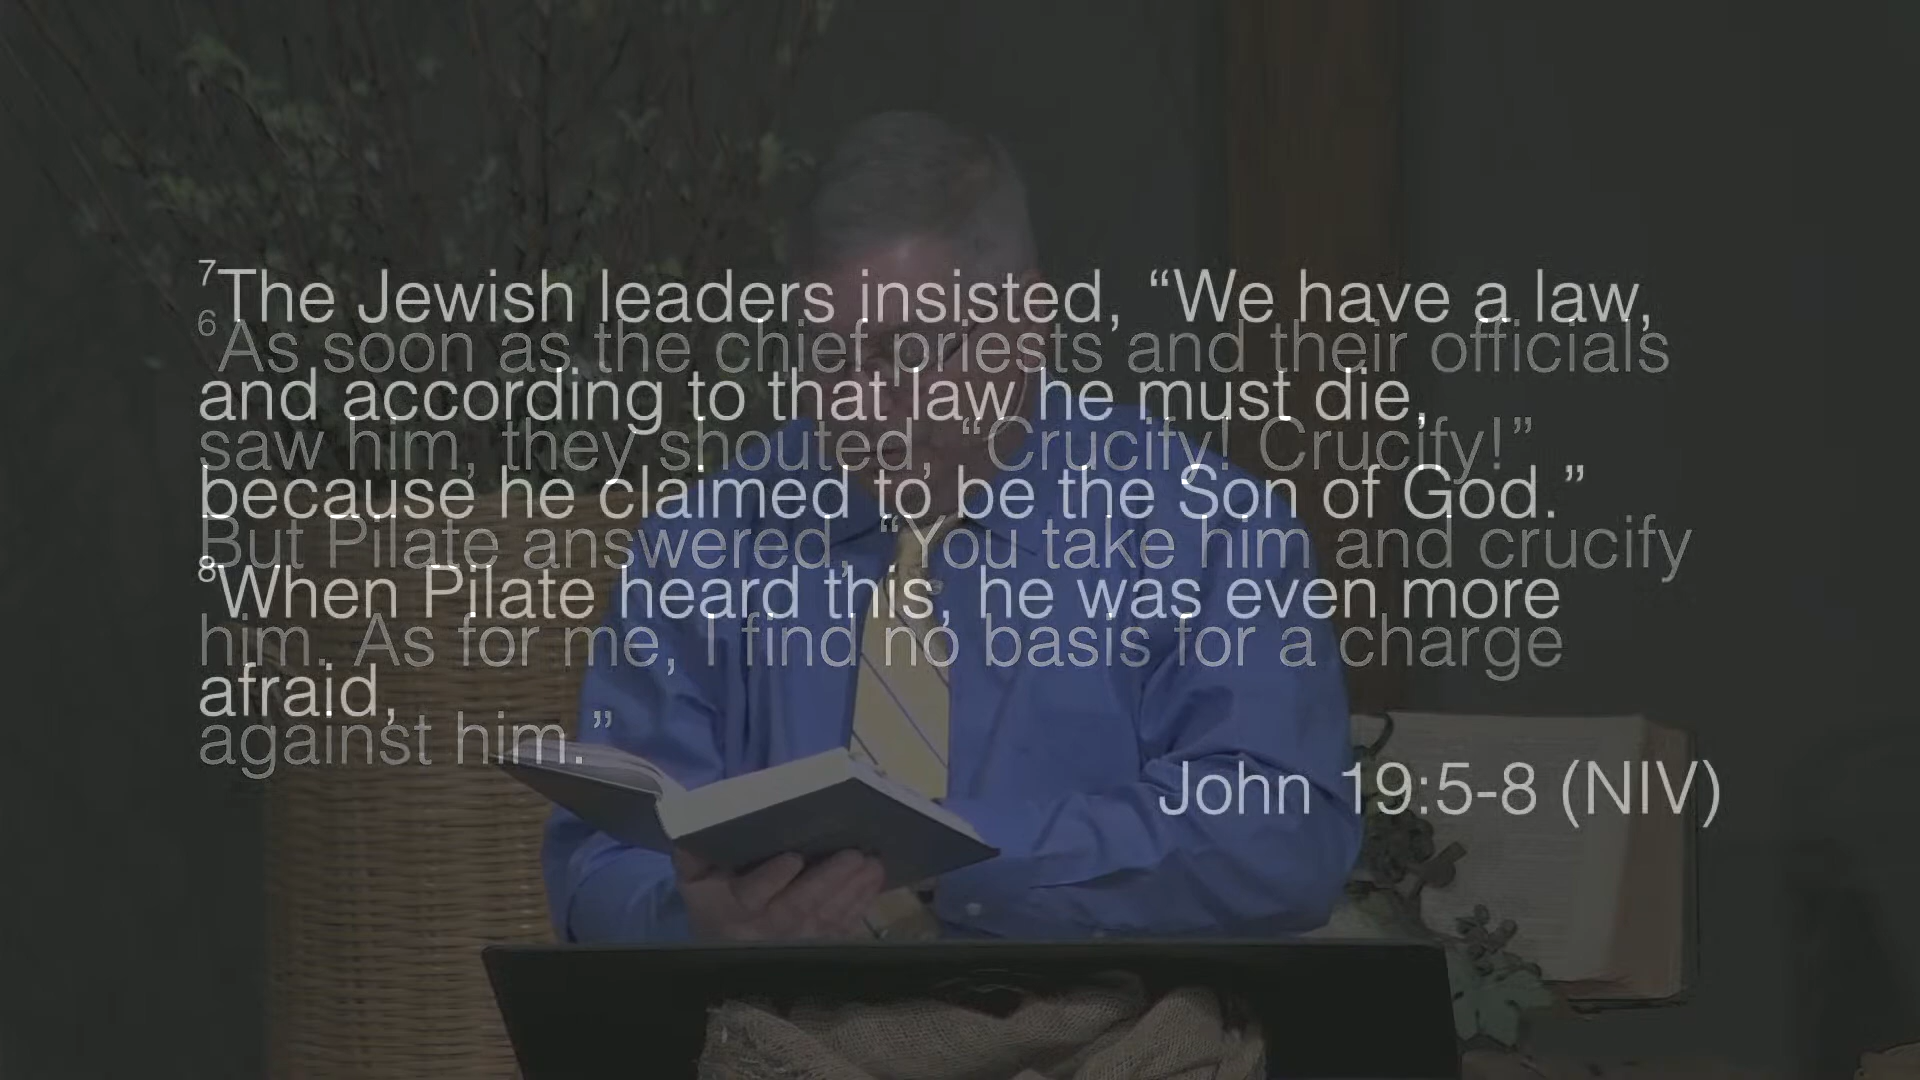 ⁷The Jewish leaders insisted, “We have a law,
and according to that law he must die,
because he claimed to be the Son of God.”
⁸When Pilate heard this, he was even more
afraid,
⁶As soon as the chief priests and their officials
saw him, they shouted, “Crucify! Crucify!”
But Pilate answered, “You take him and crucify
him. As for me, I find no basis for a charge
against him.”
John 19:5-8 (NIV)